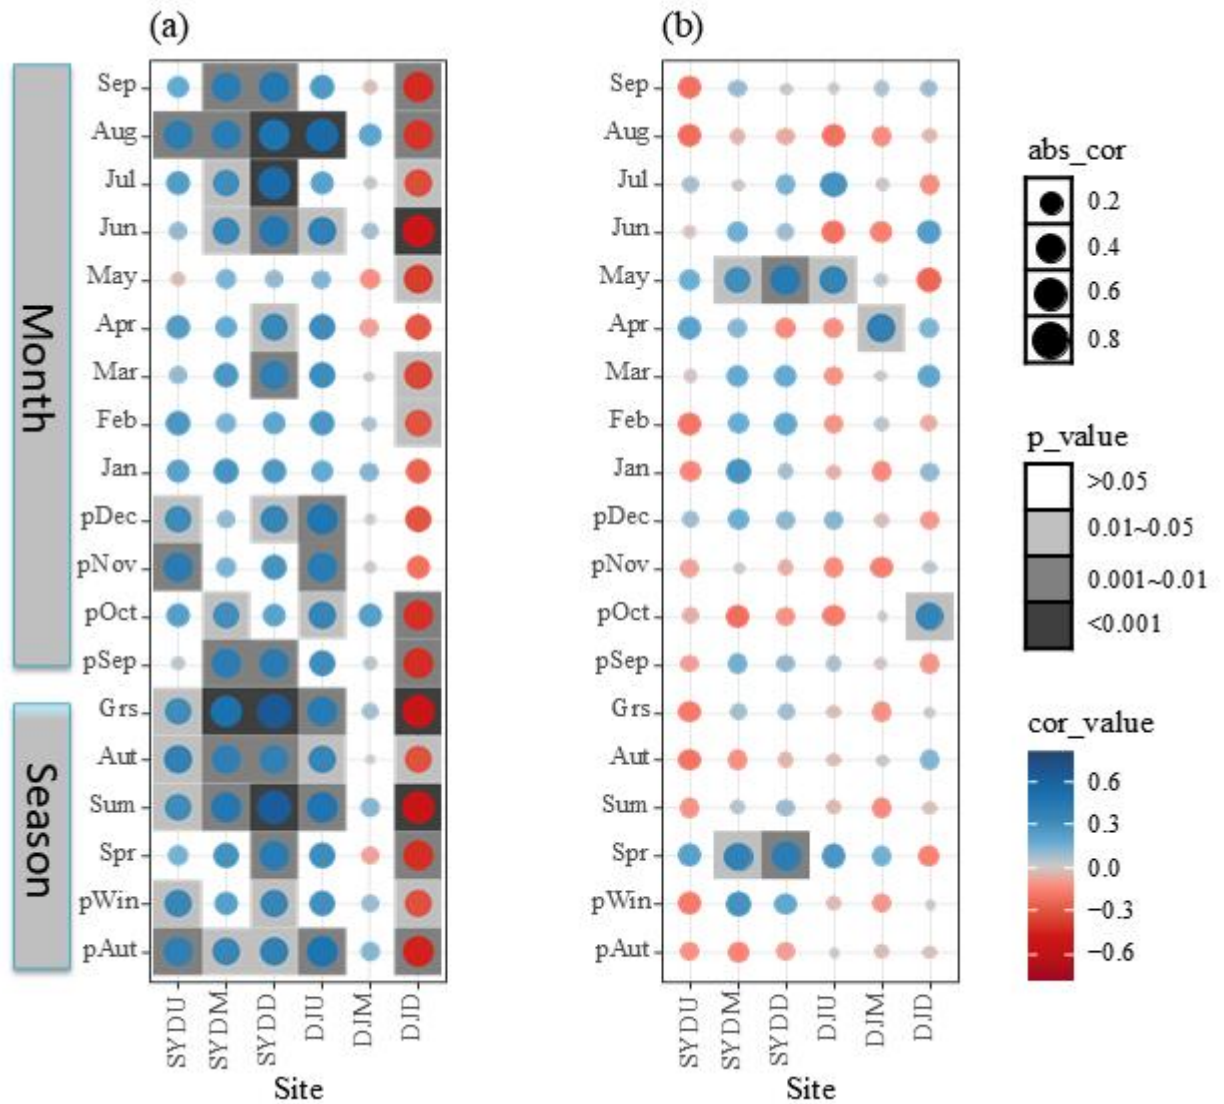 (a)
(b)
Month
Season
Sep
Aug
Jul
Jun
May
Apr
Mar
Feb
Jan
pDec
pNov
pOct
pSep
Grs
Aut
Sum
Spr
pWin
pAut
SYDU
SYDM
SYDD
DJU
DJM
DJD
Site
Sep
Aug
Jul
Jun
May
Apr
Mar
Feb
Jan
pDec
pNov
pOct
pSep
Grs
Aut
Sum
Spr
pWin
pAut
SYDU
SYDM
SYDD
DJU
DJM
DJD
Site
abs_cor
0.2
0.4
0.6
0.8
p_value
>0.05
0.01~0.05
0.001~0.01
<0.001
cor_value
0.6
0.3
0.0
−0.3
−0.6